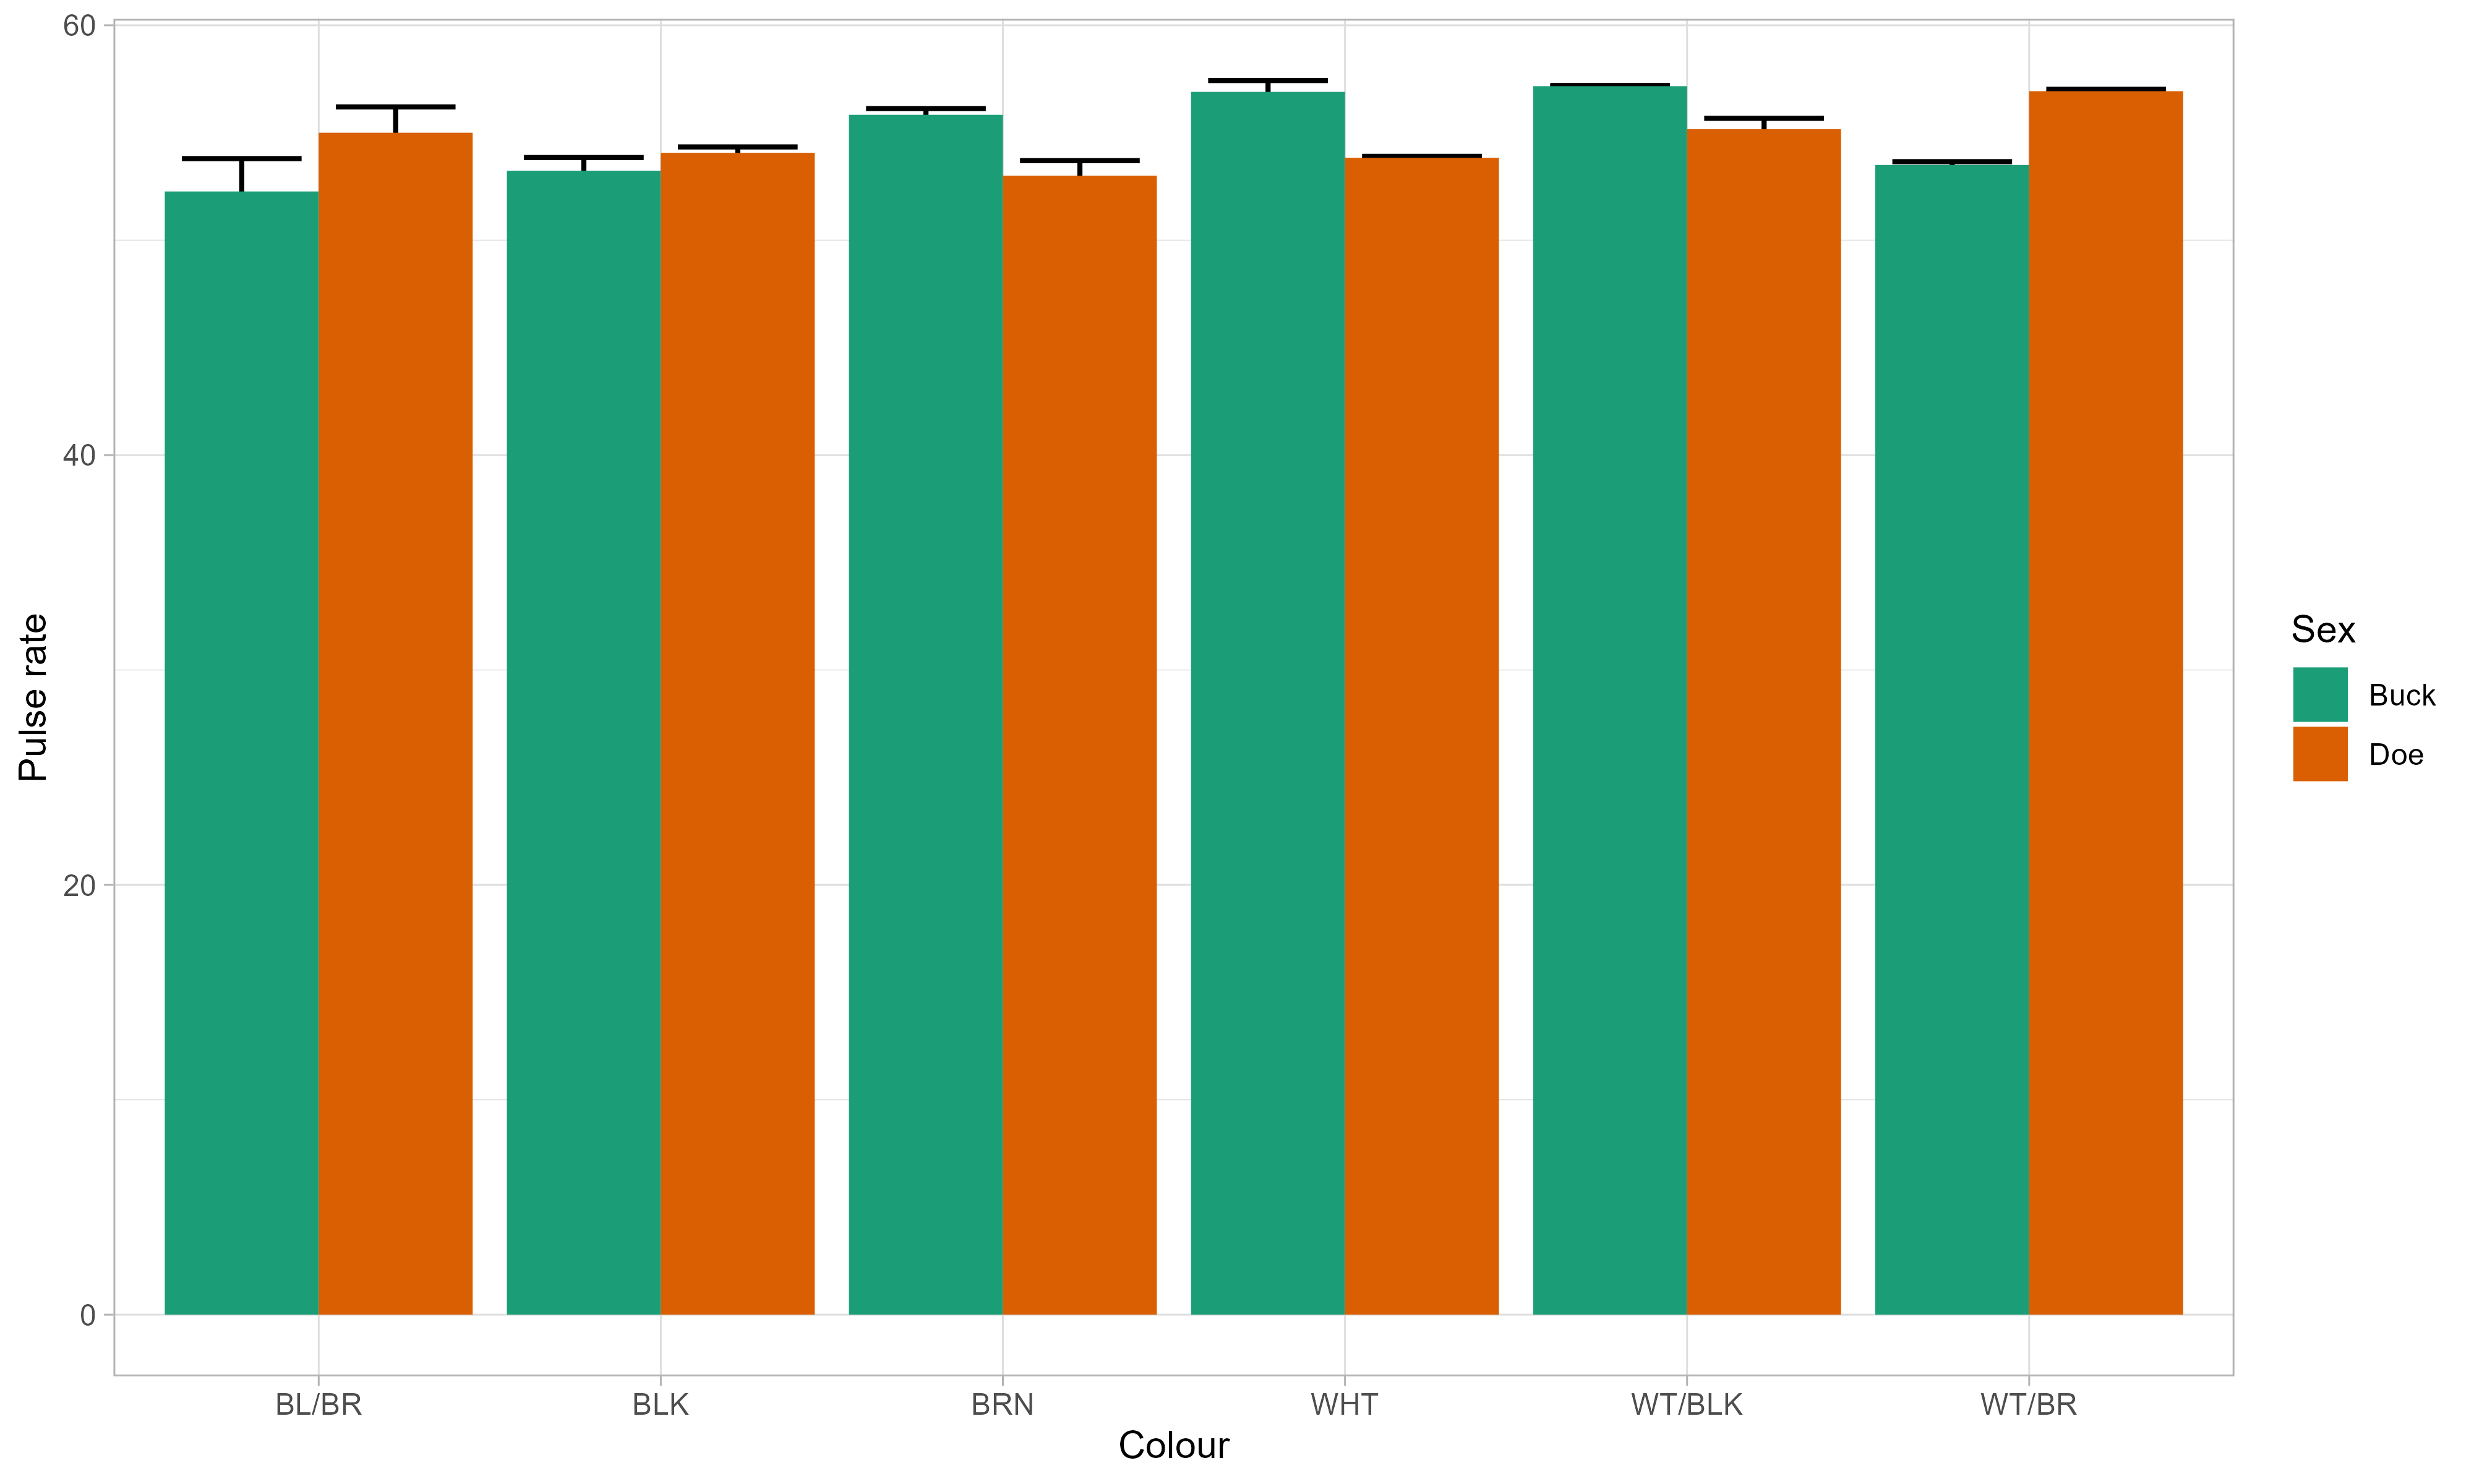 60
40
20
0
Pulse rate
BL/BR
BLK
BRN
WHT
WT/BLK
WT/BR
Colour
Sex
Buck
Doe